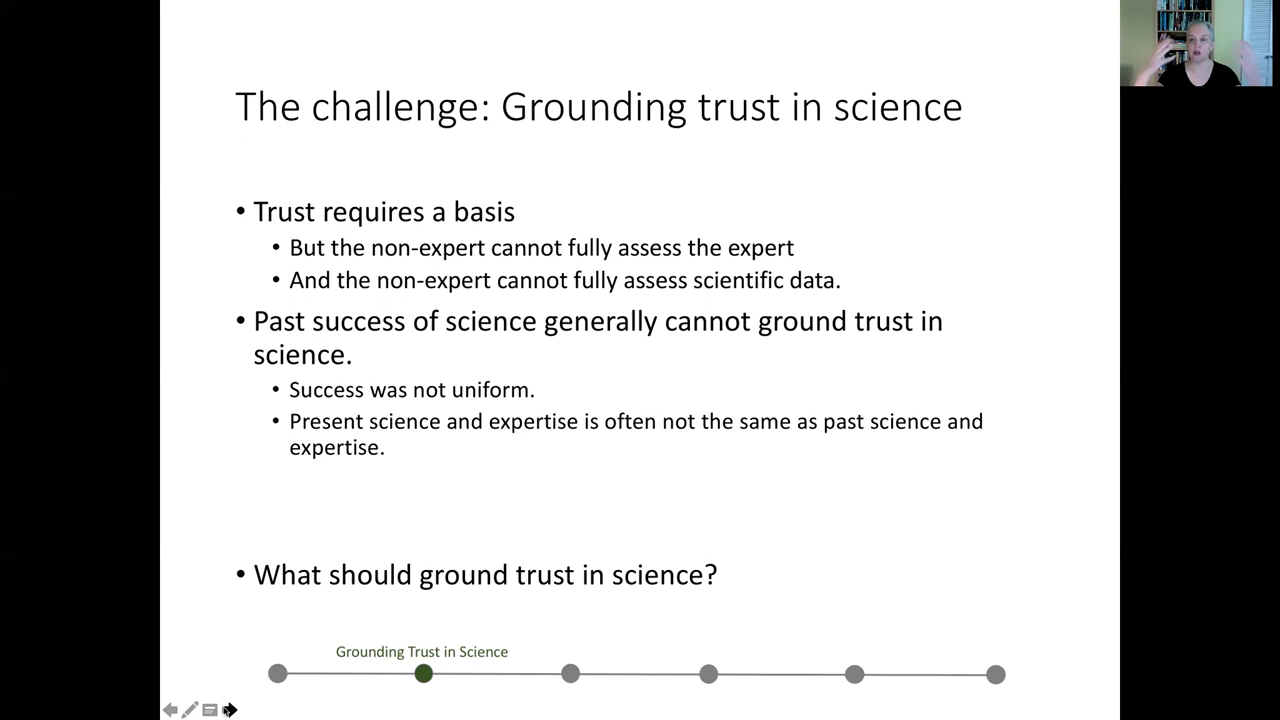 The challenge: Grounding trust in science
• Trust requires a basis
• But the non-expert cannot fully assess the expert
• And the non-expert cannot fully assess scientific data.
• Past success of science generally cannot ground trust in
science.
• Success was not uniform.
• Present science and expertise is often not the same as past science and
expertise.
• What should ground trust in science?
Grounding Trust in Science